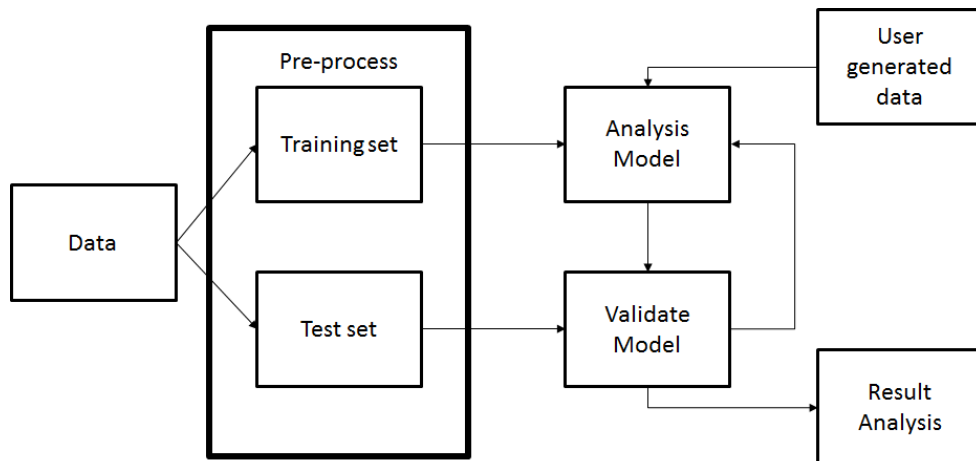 Pre-process
Training set
Data
Test set
Analysis
Model
Validate
Model
User
generated
data
Result
Analysis